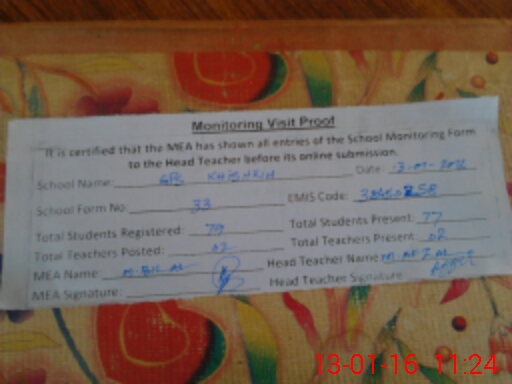 Monitoring Visit Proof
It is certified that the MEA has shown all entries of the School Monitoring Form
to the Head Teacher before its online submission.
School Name: GPS Date:
School Form No: 33 EMIS Code:
Total Students Registered: 79 Total Students Present: 77
Total Teachers Posted: 02 Total Teachers Present: 02
MEA Name: Head Teacher Name:
MEA Signature: Head Teacher Signature:
13-01-16 11:24